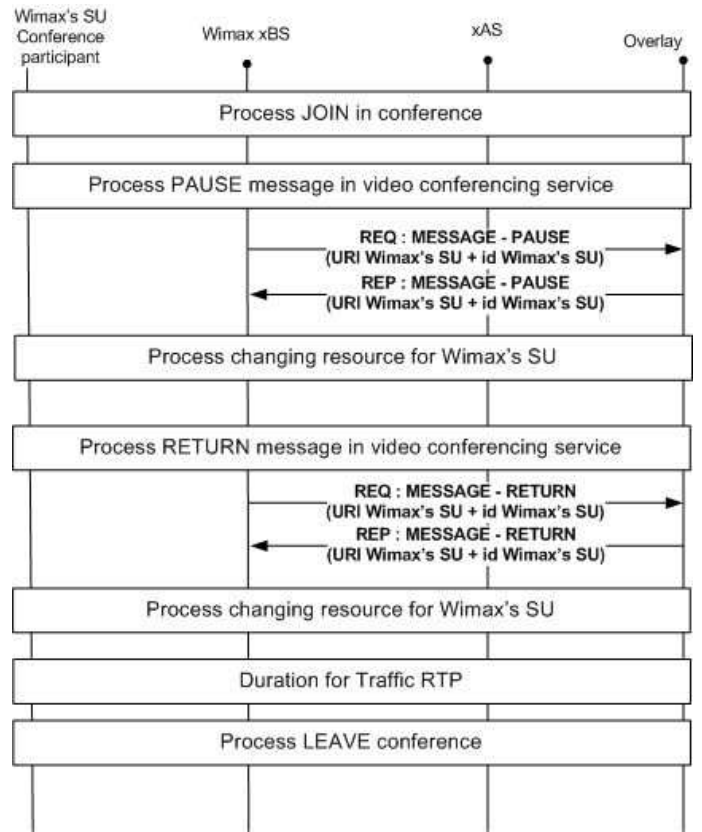 Wimax's SU
Conference
participant
Wimax xBS
xAS
Overlay
Process JOIN in conference
Process PAUSE message in video conferencing service
REQ : MESSAGE - PAUSE
(URI Wimax's SU + id Wimax's SU)
REP : MESSAGE - PAUSE
(URI Wimax's SU + id Wimax's SU)
Process changing resource for Wimax's SU
Process RETURN message in video conferencing service
REQ : MESSAGE - RETURN
(URI Wimax's SU + id Wimax's SU)
REP : MESSAGE - RETURN
(URI Wimax's SU + id Wimax's SU)
Process changing resource for Wimax's SU
Duration for Traffic RTP
Process LEAVE conference